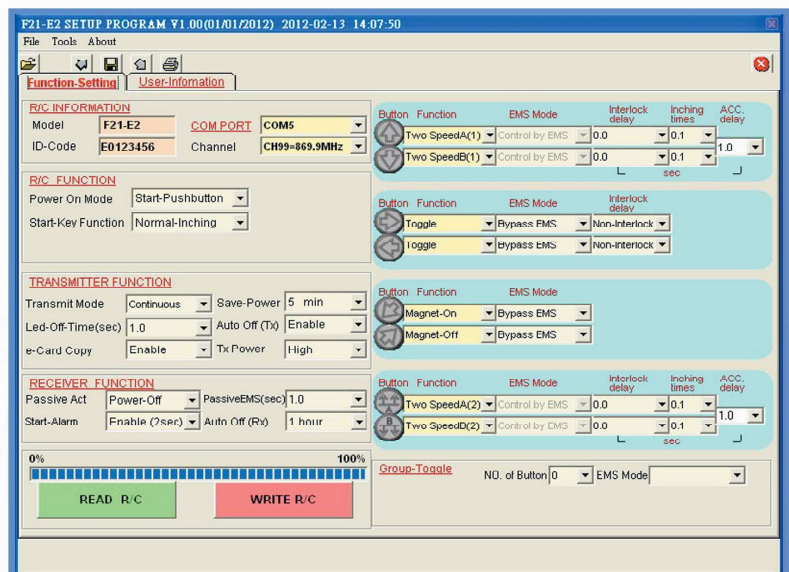 F21-E2 SETUP PROGRAM V1.00(01/01/2012) 2012-02-13 14:07:50
File Tools About
Function-Setting User-Infomation
R/C INFORMATION
Model F21-E2 COM PORT COM5
ID-Code E0123456 Channel CH99=869.9MHz
R/C FUNCTION
Power On Mode Start-Pushbutton
Start-Key Function Normal-Inching
TRANSMITTER FUNCTION
Transmit Mode Continuous Save-Power 5 min
Led-Off-Time(sec) 1.0 Auto Off (Tx) Enable
e-Card Copy Enable Tx Power High
RECEIVER FUNCTION
Passive Act Power-Off PassiveEMS(sec) 1.0
Start-Alarm Enable (2sec) Auto Off (Rx) 1 hour
0% 100%
READ R/C WRITE R/C
Button Function EMS Mode Interlock delay Inching times ACC. delay
Two SpeedA(1) Control by EMS 0.0 0.1
1.0
Two SpeedB(1) Control by EMS 0.0 0.1
sec
Button Function EMS Mode Interlock delay
Toggle Bypass EMS Non-Interlock
Toggle Bypass EMS Non-Interlock
Button Function EMS Mode
Magnet-On Bypass EMS
Magnet-Off Bypass EMS
Button Function EMS Mode Interlock delay Inching times ACC. delay
A Two SpeedA(2) Control by EMS 0.0 0.1
1.0
B Two SpeedB(2) Control by EMS 0.0 0.1
sec
Group-Toggle NO. of Button 0 EMS Mode